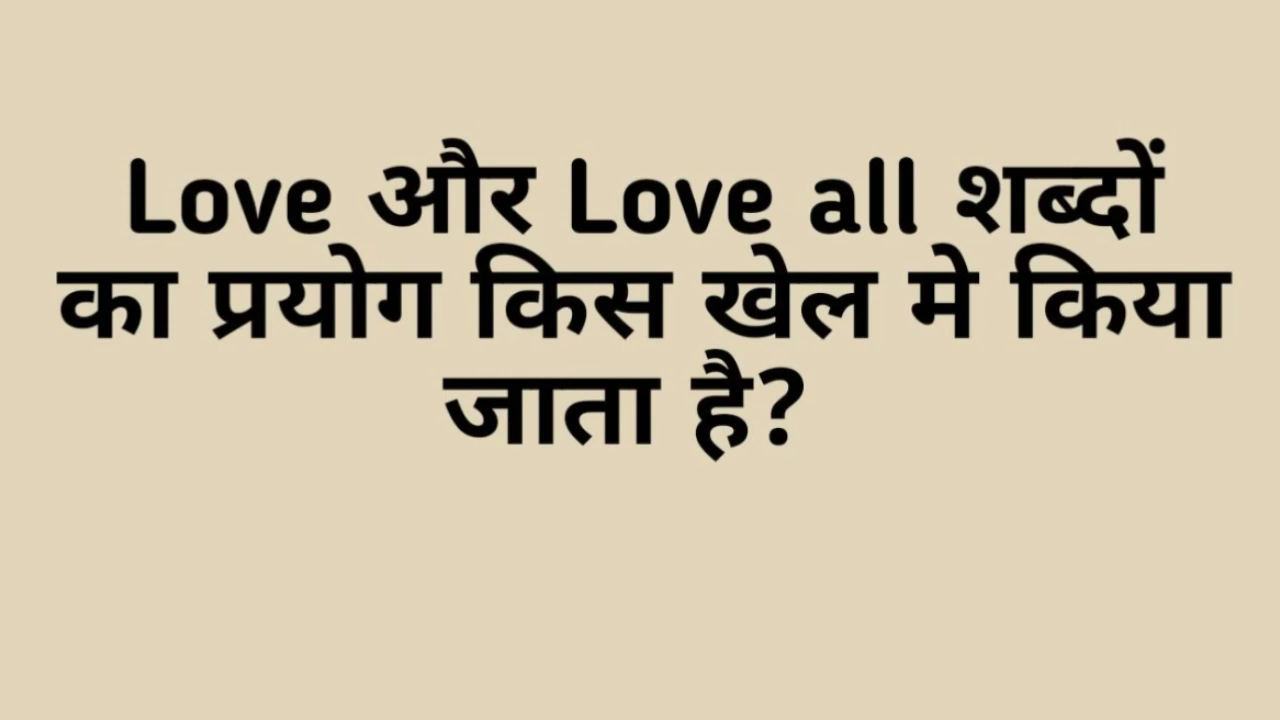 Love और Love all शब्दों
का प्रयोग किस खेल मे किया
जाता है?